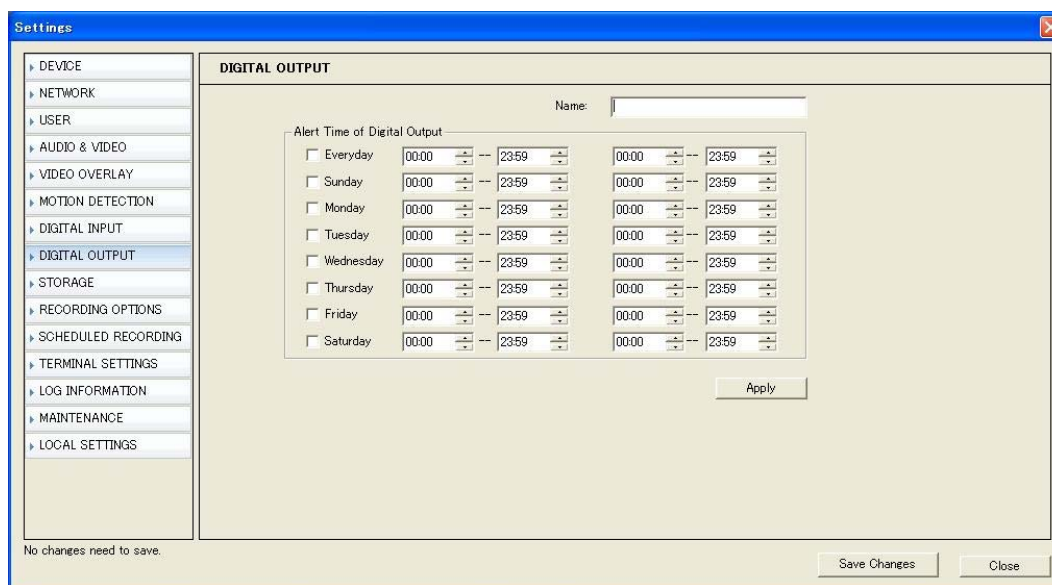 Settings
DEVICE
NETWORK
USER
AUDIO & VIDEO
VIDEO OVERLAY
MOTION DETECTION
DIGITAL INPUT
DIGITAL OUTPUT
STORAGE
RECORDING OPTIONS
SCHEDULED RECORDING
TERMINAL SETTINGS
LOG INFORMATION
MAINTENANCE
LOCAL SETTINGS
DIGITAL OUTPUT
Name:
Alert Time of Digital Output
Everyday 00:00 -- 23:59 00:00 -- 23:59
Sunday 00:00 -- 23:59 00:00 -- 23:59
Monday 00:00 -- 23:59 00:00 -- 23:59
Tuesday 00:00 -- 23:59 00:00 -- 23:59
Wednesday 00:00 -- 23:59 00:00 -- 23:59
Thursday 00:00 -- 23:59 00:00 -- 23:59
Friday 00:00 -- 23:59 00:00 -- 23:59
Saturday 00:00 -- 23:59 00:00 -- 23:59
Apply
No changes need to save.
Save Changes
Close